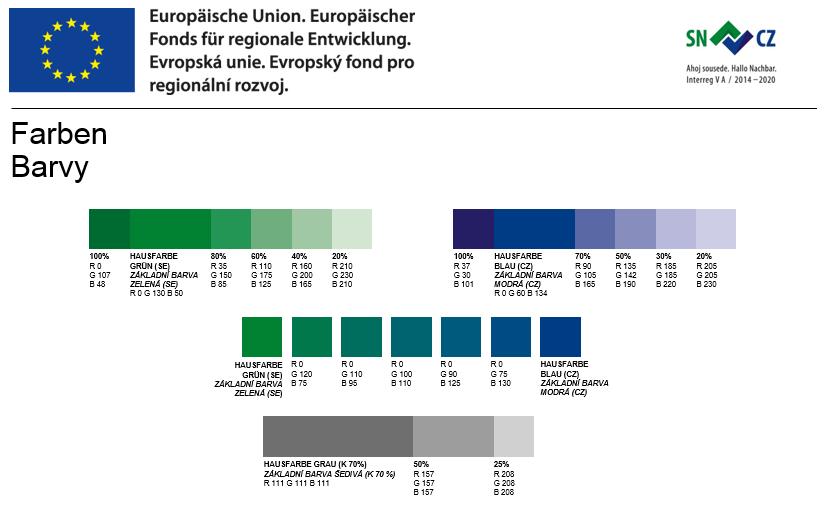 Europäische Union. Europäischer
Fonds für regionale Entwicklung.
Evropská unie. Evropský fond pro
regionální rozvoj.
SN CZ
Ahoj sousede. Hallo Nachbar.
Interreg V A / 2014 – 2020
Farben
Barvy
100% HAUSFARBE 80% 60% 40% 20%
R 0 GRÜN (SE) R 35 R 110 R 160 R 210
G 107 ZÁKLADNÍ BARVA G 150 G 175 G 200 G 230
B 48 ZELENÁ (SE) B 85 B 125 B 165 B 210
R 0 G 130 B 50
100% HAUSFARBE 70% 50% 30% 20%
R 37 BLAU (CZ) R 90 R 135 R 185 R 205
G 30 ZÁKLADNÍ BARVA G 105 G 142 G 185 G 205
B 101 MODRÁ (CZ) B 165 B 190 B 220 B 230
R 0 G 60 B 134
HAUSFARBE R 0 R 0 R 0 R 0 R 0 HAUSFARBE
GRÜN (SE) G 120 G 110 G 100 G 90 G 75 BLAU (CZ)
ZÁKLADNÍ BARVA B 75 B 95 B 110 B 125 B 130 ZÁKLADNÍ BARVA
ZELENÁ (SE) MODRÁ (CZ)
HAUSFARBE GRAU (K 70%) 50% 25%
ZÁKLADNÍ BARVA ŠEDIVÁ (K 70 %) R 157 R 208
R 111 G 111 B 111 G 157 G 208
B 157 B 208